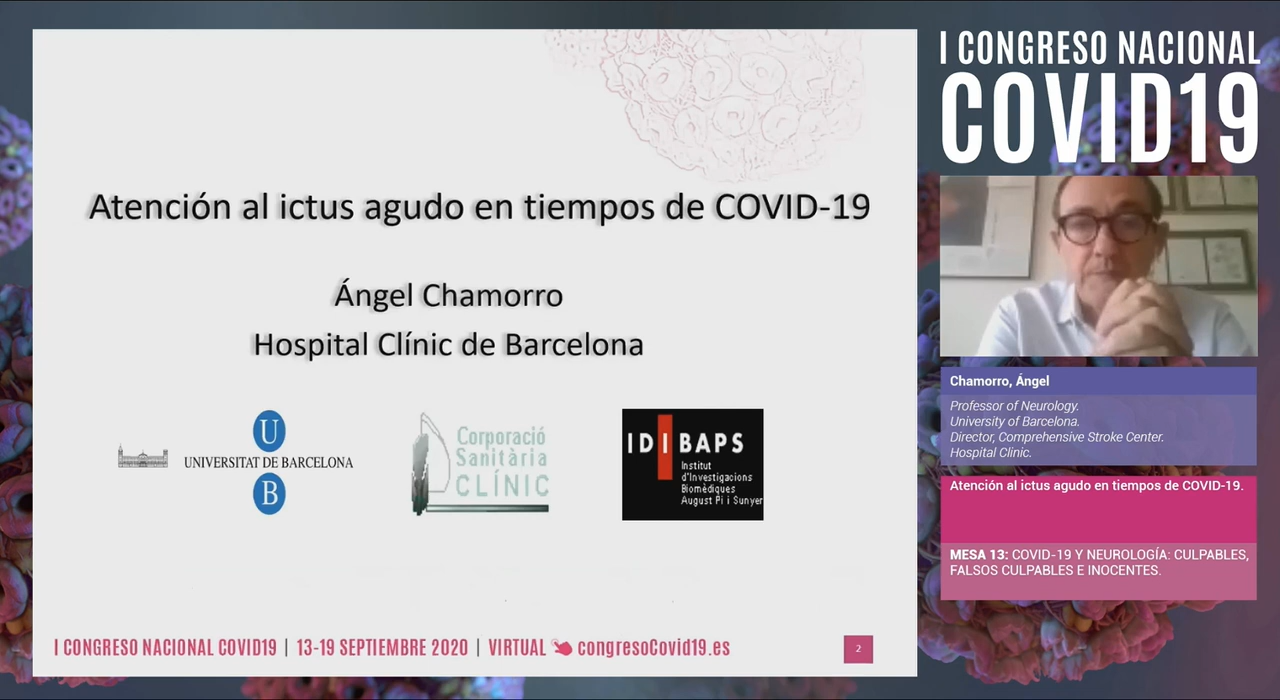 Atención al ictus agudo en tiempos de COVID-19
Ángel Chamorro
Hospital Clínic de Barcelona
U
UNIVERSITAT DE BARCELONA
B
Corporació
Sanitària
CLÍNIC
IDIBAPS
Institut
d'Investigacions
Biomèdiques
August Pi i Sunyer
I CONGRESO NACIONAL COVID19 | 13-19 SEPTIEMBRE 2020 | VIRTUAL congresoCovid19.es
2
I CONGRESO NACIONAL
COVID19
Chamorro, Ángel
Professor of Neurology.
University of Barcelona.
Director, Comprehensive Stroke Center.
Hospital Clinic.
Atención al ictus agudo en tiempos de COVID-19.
MESA 13: COVID-19 Y NEUROLOGÍA: CULPABLES,
FALSOS CULPABLES E INOCENTES.